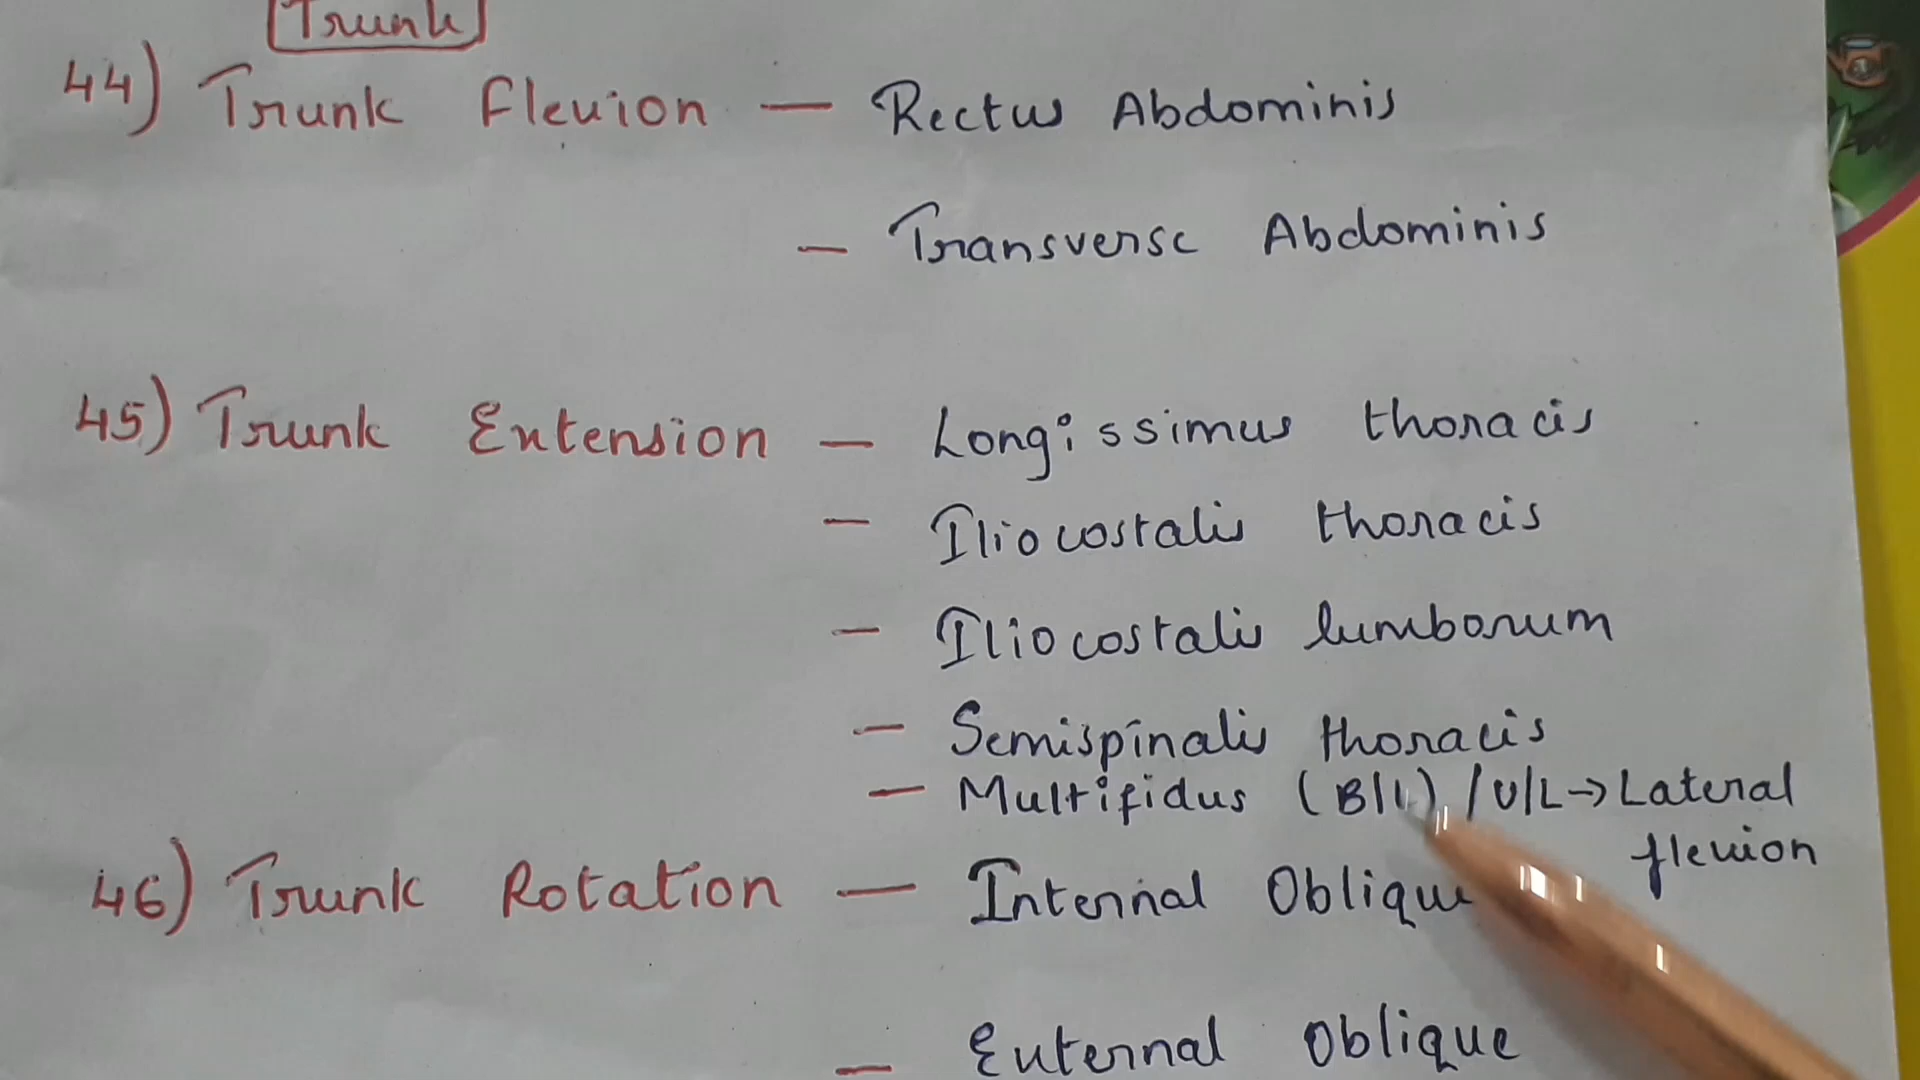 Trunk
44) Trunk Flexion — Rectus Abdominis
— Transverse Abdominis
45) Trunk Extension — Longissimus thoracis
— Iliocostalis thoracis
— Iliocostalis lumborum
— Semispinalis thoracis
— Multifidus (B/L) / U/L → Lateral
flexion
46) Trunk Rotation — Internal Oblique
— External Oblique